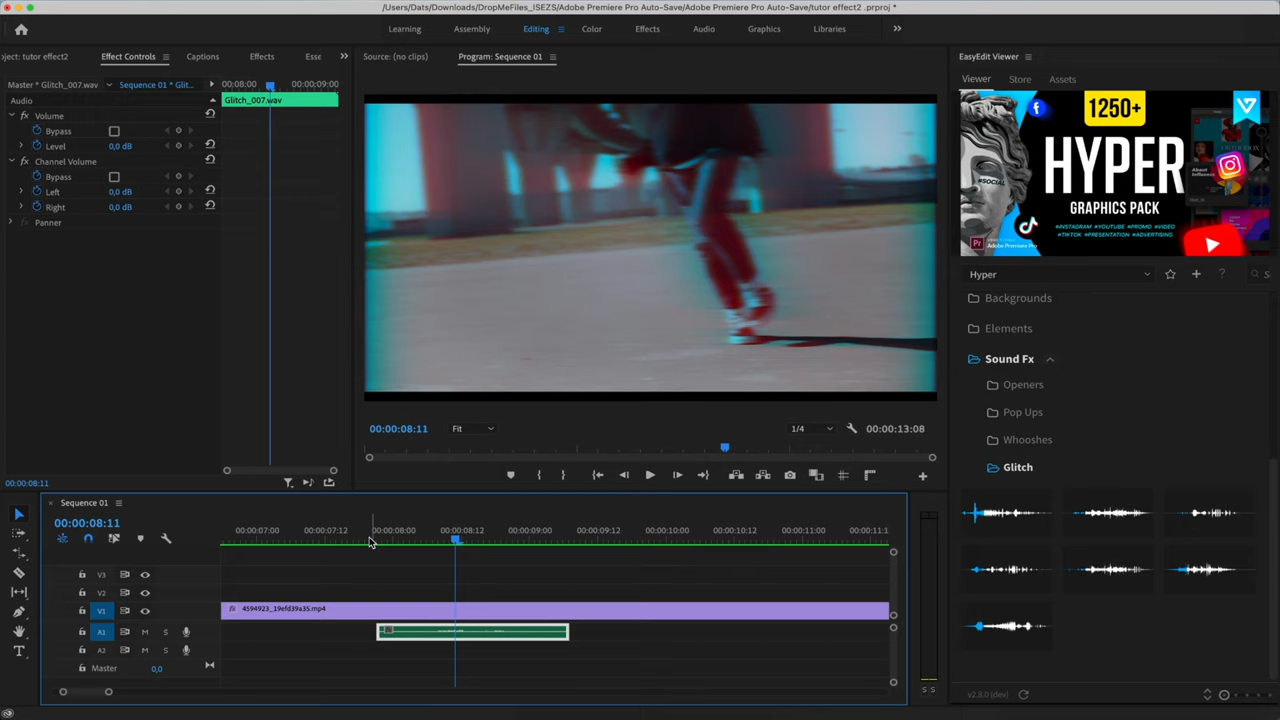 /Users/Dats/Downloads/DropMeFiles_ISEZS/Adobe Premiere Pro Auto-Save/Adobe Premiere Pro Auto-Save/tutor effect2 .prproj *
Learning Assembly Editing Color Effects Audio Graphics Libraries
oject: tutor effect2 Effect Controls Captions Effects Esse
Source: (no clips) Program: Sequence 01
EasyEdit Viewer
Viewer Store Assets
Master * Glitch_007.wav Sequence 01 * Glit... 00;08:00 00:00:09:00
Audio
Glitch_007.wav
Volume
Bypass
Level 0,0 dB
Channel Volume
Bypass
Left 0,0 dB
Right 0,0 dB
Panner
1250+
HYPER
GRAPHICS PACK
#INSTAGRAM #YOUTUBE #PROMO #VIDEO
#TIKTOK #PRESENTATION #ADVERTISING
#SOCIAL
Pr
Adobe Premiere Pro
About
Influence
Hyper
?
S
Backgrounds
Elements
Sound Fx
Openers
Pop Ups
Whooshes
Glitch
v2.8.0 (dev)
00:00:08:11 Fit 1/4 00:00:13:08
00:00:08:11
Sequence 01
00:00:08:11
00:00:07:00 00:00:07:12 00:00:08:00 00:00:08:12 00:00:09:00 00:00:09:12 00:00:10:00 00:00:10:12 00:00:11:00 00:00:11:1
V3
V2
V1 4594923_19efd39a35.mp4
A1 M S
A2 M S
Master 0,0
S S